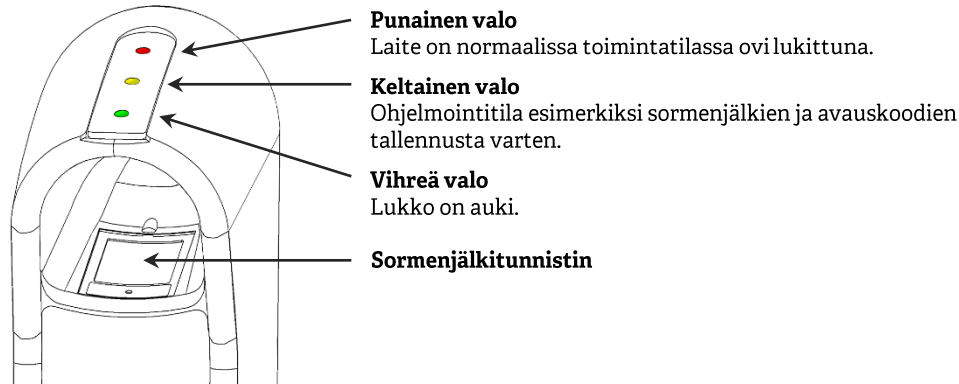 Punainen valo
Laite on normaalissa toimintatilassa ovi lukittuna.
Keltainen valo
Ohjelmointitila esimerkiksi sormenjälkien ja avauskoodien
tallennusta varten.
Vihreä valo
Lukko on auki.
Sormenjälkitunnistin